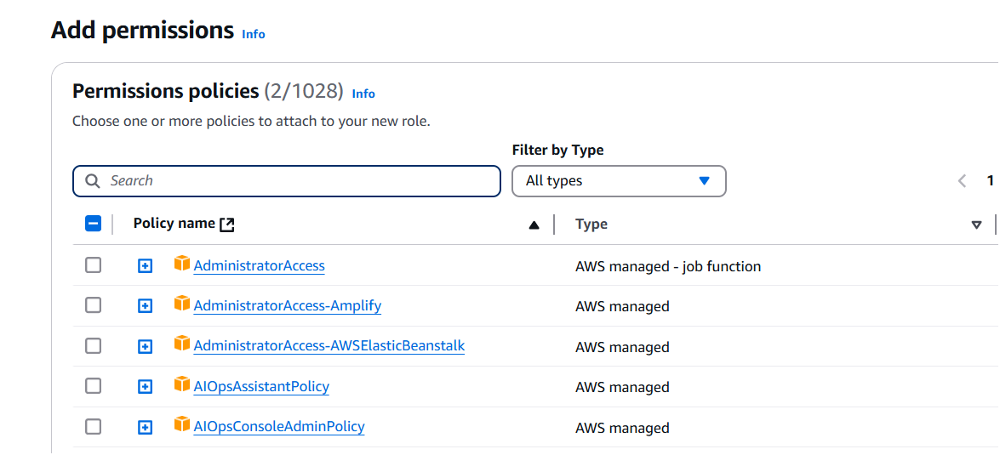 Add permissions Info
Permissions policies (2/1028) Info
Choose one or more policies to attach to your new role.
Filter by Type
Search
All types
1
Policy name
Type
AdministratorAccess
AWS managed - job function
AdministratorAccess-Amplify
AWS managed
AdministratorAccess-AWSElasticBeanstalk
AWS managed
AIOpsAssistantPolicy
AWS managed
AIOpsConsoleAdminPolicy
AWS managed